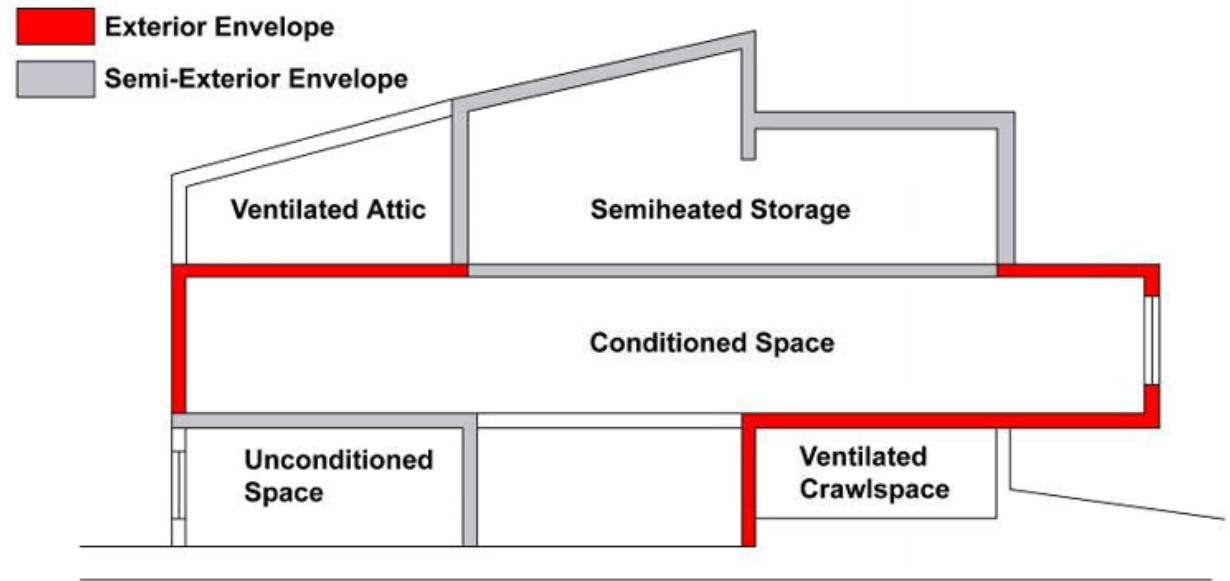 Exterior Envelope
Semi-Exterior Envelope
Ventilated Attic
Semiheated Storage
Conditioned Space
Unconditioned
Space
Ventilated
Crawlspace